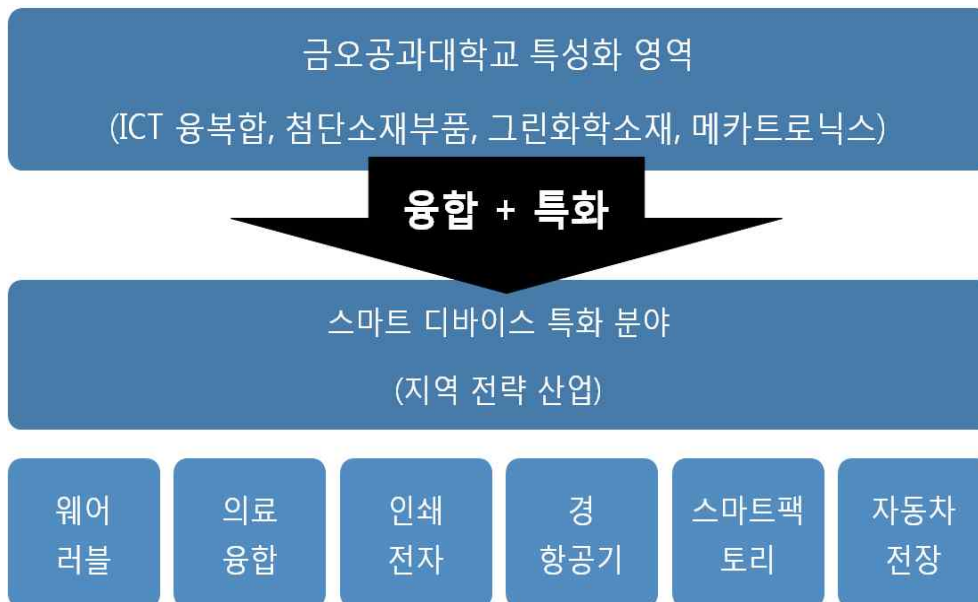 금오공과대학교 특성화 영역
(ICT 융복합, 첨단소재부품, 그린화학소재, 메카트로닉스)
융합 + 특화
스마트 디바이스 특화 분야
(지역 전략 산업)
웨어
러블
의료
융합
인쇄
전자
경
항공기
스마트팩
토리
자동차
전장